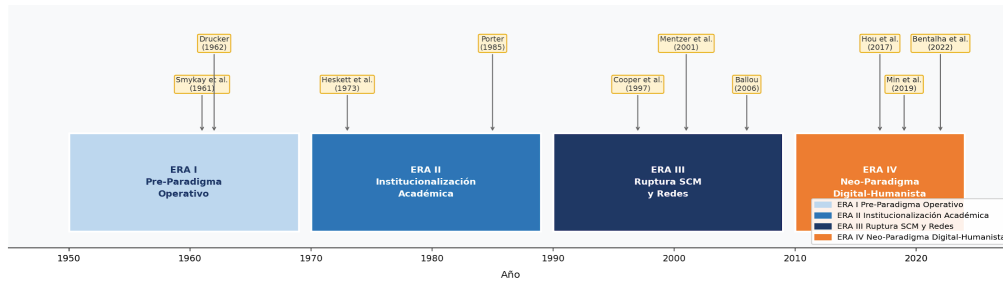 Drucker
(1962)
Porter
(1985)
Mentzer et al.
(2001)
Hou et al.
(2017)
Bentalha et al.
(2022)
Smykay et al.
(1961)
Heskett et al.
(1973)
Cooper et al.
(1997)
Ballou
(2006)
Min et al.
(2019)
ERA I
Pre-Paradigma
Operativo
ERA II
Institucionalización
Académica
ERA III
Ruptura SCM
y Redes
ERA IV
Neo-Paradigma
Digital-Humanista
ERA I Pre-Paradigma Operativo
ERA II Institucionalización Académica
ERA III Ruptura SCM y Redes
ERA IV Neo-Paradigma Digital-Humanista
1950 1960 1970 1980 1990 2000 2010 2020
Año